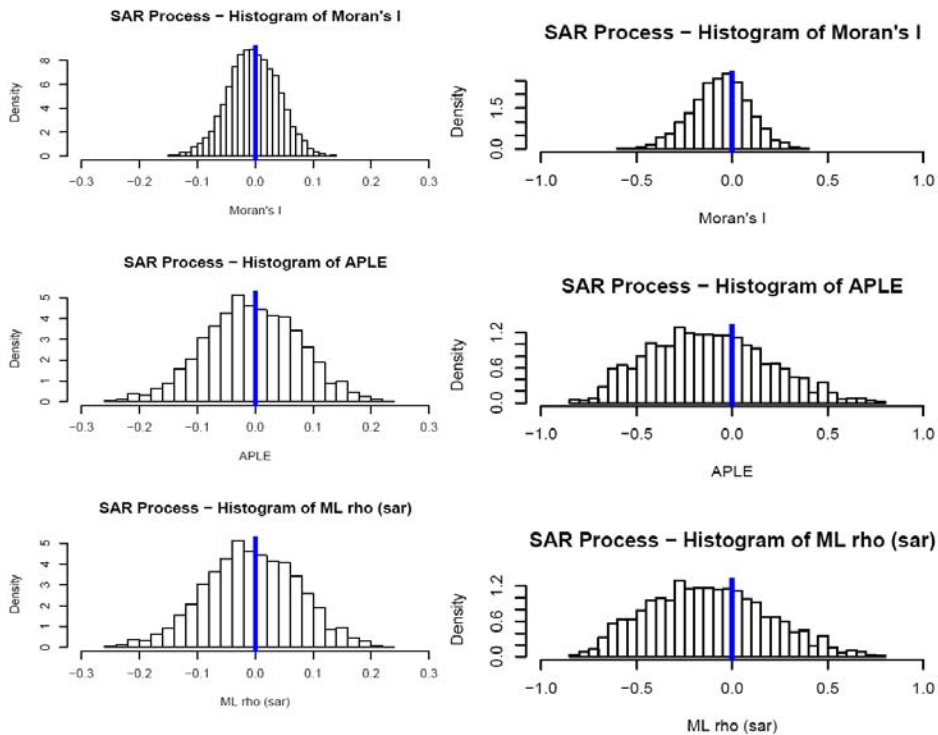 SAR Process − Histogram of Moran's I
Density
0 2 4 6 8
−0.3 −0.2 −0.1 0.0 0.1 0.2 0.3
Moran's I
SAR Process − Histogram of Moran's I
Density
0.0 1.5
−1.0 −0.5 0.0 0.5 1.0
Moran's I
SAR Process − Histogram of APLE
Density
0 1 2 3 4 5
−0.3 −0.2 −0.1 0.0 0.1 0.2 0.3
APLE
SAR Process − Histogram of APLE
Density
0.0 0.6 1.2
−1.0 −0.5 0.0 0.5 1.0
APLE
SAR Process − Histogram of ML rho (sar)
Density
0 1 2 3 4 5
−0.3 −0.2 −0.1 0.0 0.1 0.2 0.3
ML rho (sar)
SAR Process − Histogram of ML rho (sar)
Density
0.0 0.6 1.2
−1.0 −0.5 0.0 0.5 1.0
ML rho (sar)